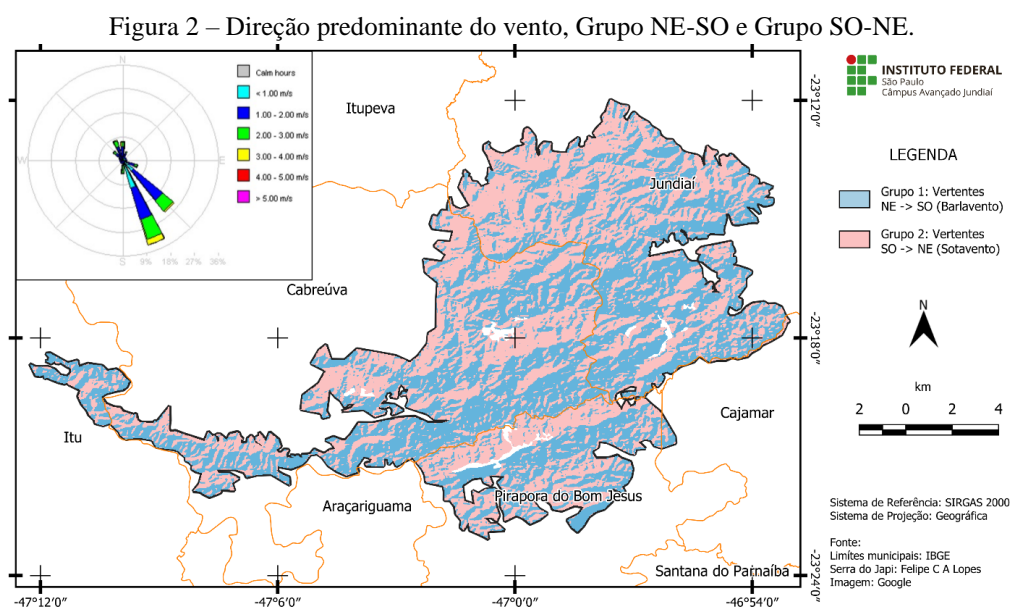 Figura 2 – Direção predominante do vento, Grupo NE-SO e Grupo SO-NE.
N
W
E
S
9% 18% 27% 36%
Calm hours
< 1.00 m/s
1.00 - 2.00 m/s
2.00 - 3.00 m/s
3.00 - 4.00 m/s
4.00 - 5.00 m/s
> 5.00 m/s
Itupeva
Jundiaí
Cabreúva
Itu
Araçariguama
Pirapora do Bom Jesus
Cajamar
Santana do Parnaíba
-23°12'0"
-23°18'0"
-23°24'0"
-47°12'0"
-47°6'0"
-47°0'0"
-46°54'0"
INSTITUTO FEDERAL
São Paulo
Câmpus Avançado Jundiaí
LEGENDA
Grupo 1: Vertentes
NE -> SO (Barlavento)
Grupo 2: Vertentes
SO -> NE (Sotavento)
N
km
2 0 2 4
Sistema de Referência: SIRGAS 2000
Sistema de Projeção: Geográfica
Fonte:
Limítes municipais: IBGE
Serra do Japi: Felipe C A Lopes
Imagem: Google